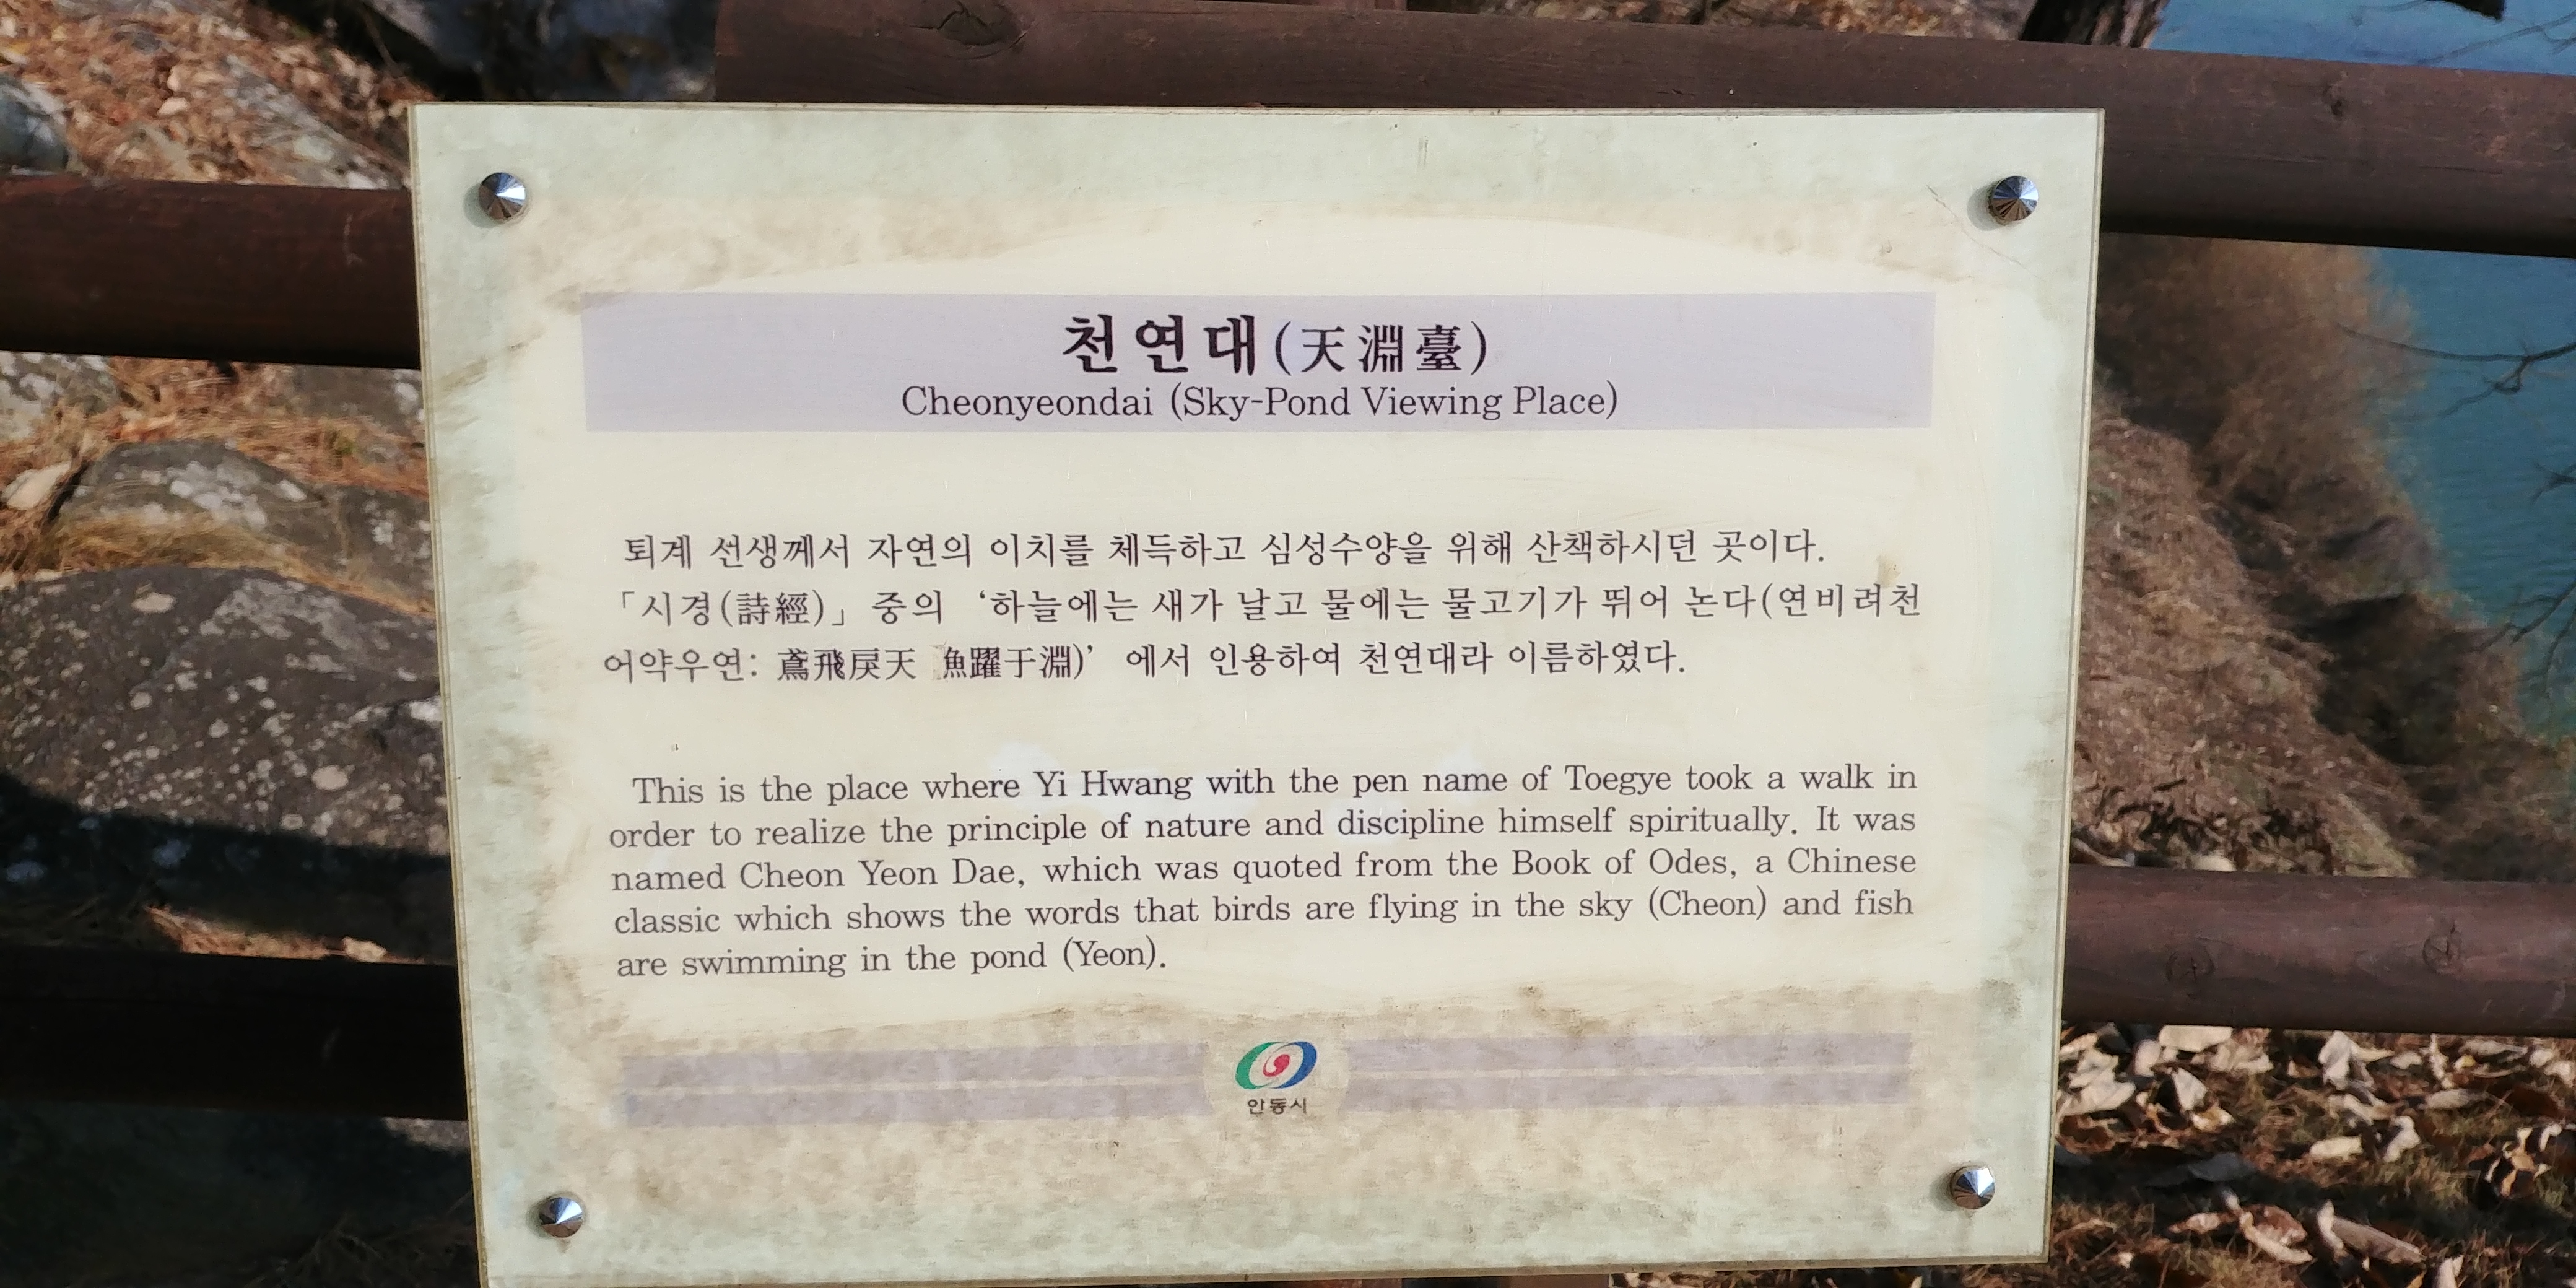 천연대(天淵臺)
Cheonyeondai (Sky-Pond Viewing Place)
퇴계 선생께서 자연의 이치를 체득하고 심성수양을 위해 산책하시던 곳이다.
「시경(詩經)」 중의 ‘하늘에는 새가 날고 물에는 물고기가 뛰어 논다(연비려천
어약우연: 鳶飛戾天 魚躍于淵)’ 에서 인용하여 천연대라 이름하였다.
This is the place where Yi Hwang with the pen name of Toegye took a walk in
order to realize the principle of nature and discipline himself spiritually. It was
named Cheon Yeon Dae, which was quoted from the Book of Odes, a Chinese
classic which shows the words that birds are flying in the sky (Cheon) and fish
are swimming in the pond (Yeon).
안동시